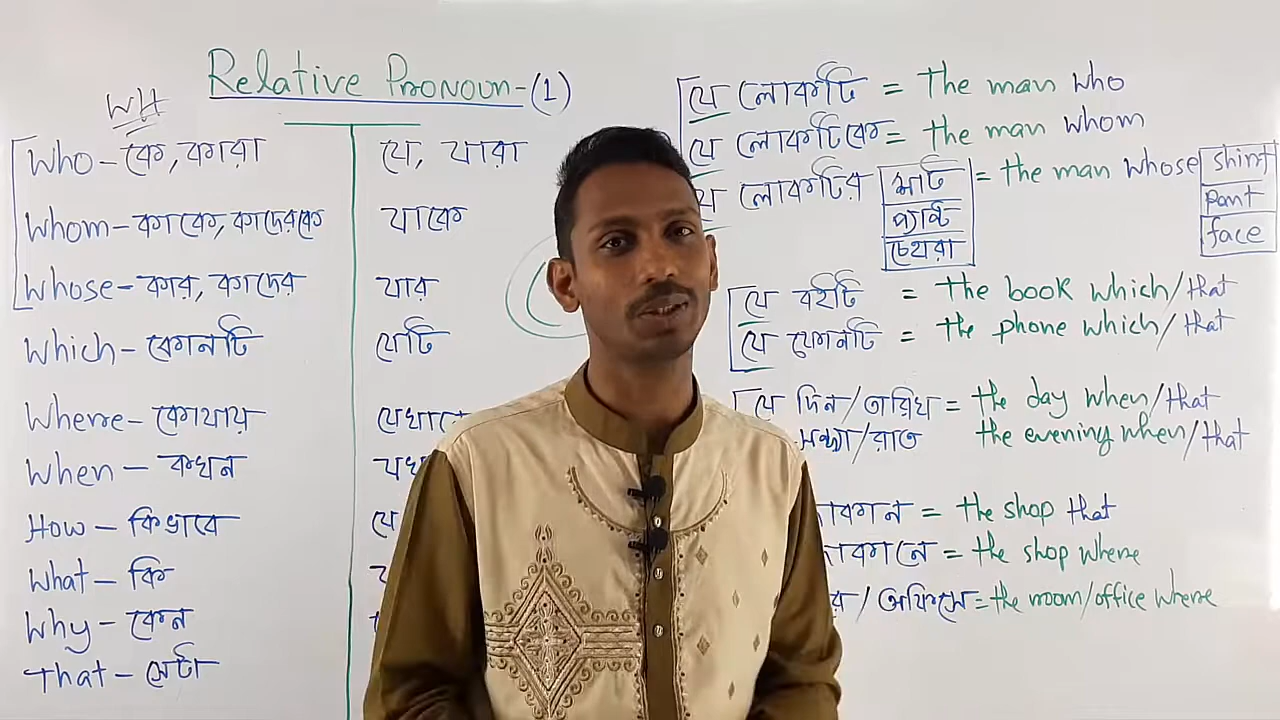 Relative Pronoun-(1)
WH
Who - কে, কারা যে, যারা
Whom - কাকে, কাদেরকে যাকে
Whose - কার, কাদের যার
Which - কোনটি যেটি
Where - কোথায় যেখানে
When - কখন
How - কিভাবে
What - কি
Why - কেন
That - সেটা
যে লোকটি = The man who
যে লোকটিকে = the man whom
যে লোকটির শার্ট = the man whose shirt
প্যান্ট pant
চেহারা face
যে বইটি = the book which/that
যে ফোনটি = the phone which/that
যে দিন/তারিখ = the day when/that
সন্ধ্যা/রাত the evening when/that
= the shop that
= the shop where
/ অফিসে = the room/office where